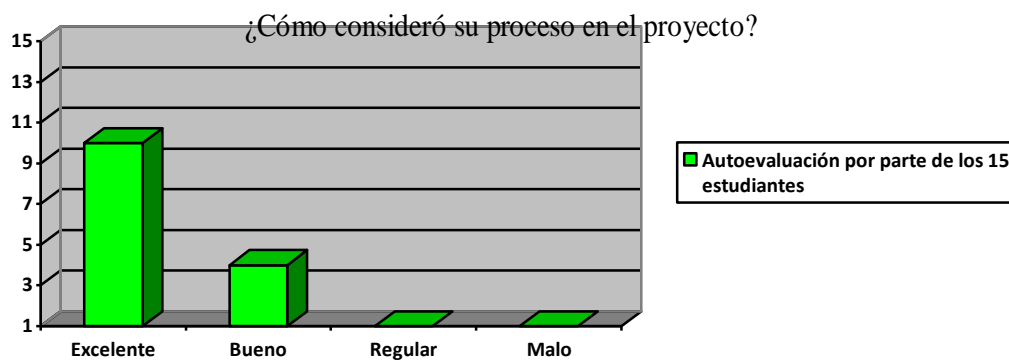 ¿Cómo consideró su proceso en el proyecto?
15
13
11
9
7
5
3
1
Excelente Bueno Regular Malo
Autoevaluación por parte de los 15
estudiantes